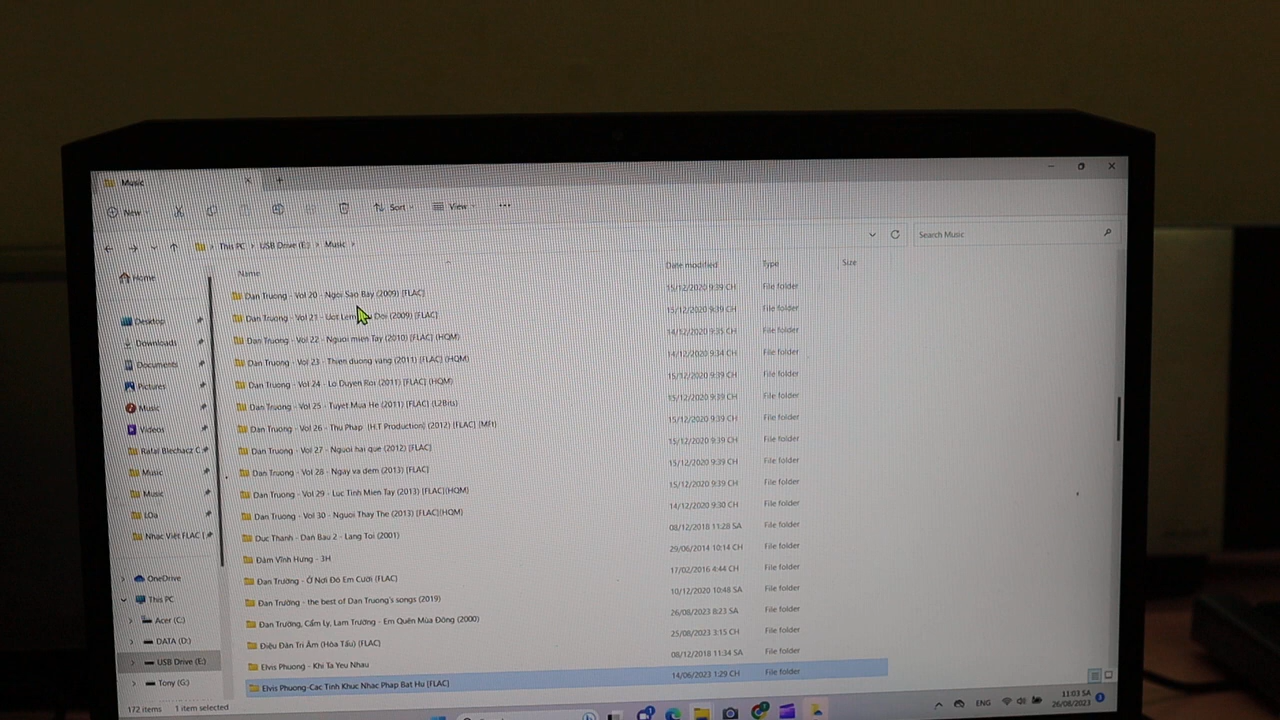 Music
New
Sort
View
This PC > USB Drive (E:) > Music >
Search Music
Home
Desktop
Downloads
Documents
Pictures
Music
Videos
Rafal Blechacz C
Music
Music
LOa
Nhac Việt FLAC [
OneDrive
This PC
Acer (C:)
DATA (D:)
USB Drive (E:)
Tony (G:)
Name Date modified Type Size
Dan Truong - Vol 20 - Ngoi Sao Bay (2009) [FLAC] 15/12/2020 9:39 CH File folder
Dan Truong - Vol 21 - Uot Lem Doi (2009) [FLAC] 15/12/2020 9:39 CH File folder
Dan Truong - Vol 22 - Nguoi mien Tay (2010) [FLAC] (HQM) 14/12/2020 9:35 CH File folder
Dan Truong - Vol 23 - Thien duong vang (2011) [FLAC] (HQM) 14/12/2020 9:34 CH File folder
Dan Truong - Vol 24 - Lo Duyen Roi (2011) [FLAC] (HQM) 15/12/2020 9:39 CH File folder
Dan Truong - Vol 25 - Tuyet Mua He (2011) [FLAC] (L2Bits) 15/12/2020 9:39 CH File folder
Dan Truong - Vol 26 - Thu Phap (H.T Production) (2012) [FLAC] (MFt) 15/12/2020 9:39 CH File folder
Dan Truong - Vol 27 - Nguoi hai que (2012) [FLAC] 15/12/2020 9:39 CH File folder
Dan Truong - Vol 28 - Ngay va dem (2013) [FLAC] 15/12/2020 9:39 CH File folder
Dan Truong - Vol 29 - Luc Tinh Mien Tay (2013) [FLAC](HQM) 15/12/2020 9:39 CH File folder
Dan Truong - Vol 30 - Nguoi Thay The (2013) [FLAC](HQM) 14/12/2020 9:30 CH File folder
Duc Thanh - Dan Bau 2 - Lang Toi (2001) 08/12/2018 11:28 SA File folder
Đàm Vĩnh Hưng - 3H 29/06/2014 10:14 CH File folder
Đan Trường - Ở Nơi Đó Em Cười (FLAC) 17/02/2016 4:44 CH File folder
Đan Trường - the best of Dan Truong's songs (2019) 10/12/2020 10:48 SA File folder
Đan Trường, Cẩm Ly, Lam Trường - Em Quên Mùa Đông (2000) 26/08/2023 8:23 SA File folder
Điệu Đàn Tri Âm (Hòa Tấu) [FLAC] 25/08/2023 3:15 CH File folder
Elvis Phuong - Khi Ta Yeu Nhau 08/12/2018 11:34 SA File folder
Elvis Phuong-Cac Tinh Khuc Nhac Phap Bat Hu [FLAC] 14/06/2023 1:29 CH File folder
172 items 1 item selected
ENG
11:03 SA
26/08/2023